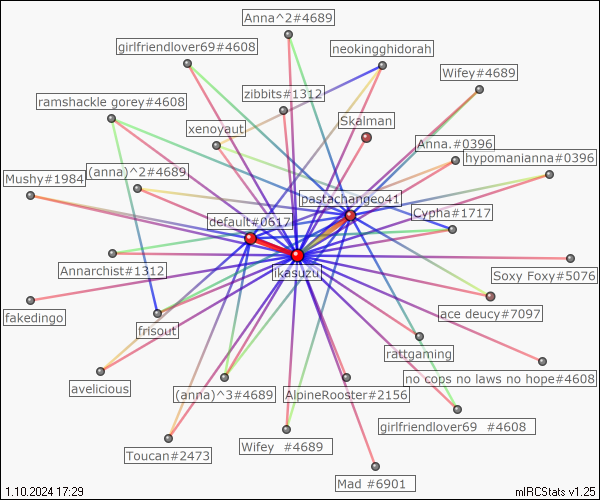 Anna^2#4689
girlfriendlover69#4608
neokingghidorah
Wifey#4689
zibbits#1312
ramshackle gorey#4608
Skalman
xenoyaut
Anna.#0396
hypomanianna#0396
(anna)^2#4689
Mushy#1984
pastachangeo41
default#0617
Cypha#1717
Annarchist#1312
ikasuzu
Soxy Foxy#5076
fakedingo
ace deucy#7097
frisout
rattgaming
no cops no laws no hope#4608
avelicious
(anna)^3#4689
AlpineRooster#2156
girlfriendlover69  #4608
Wifey  #4689
Toucan#2473
Mad #6901
1.10.2024 17:29
mIRCStats v1.25